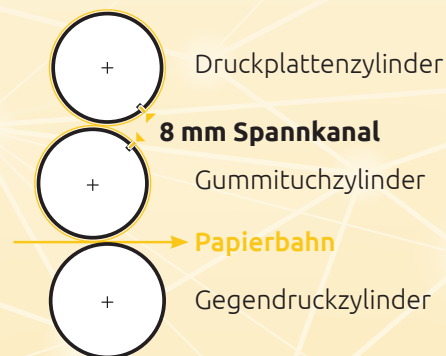 Druckplattenzylinder
8 mm Spannkanal
Gummituchzylinder
Papierbahn
Gegendruckzylinder